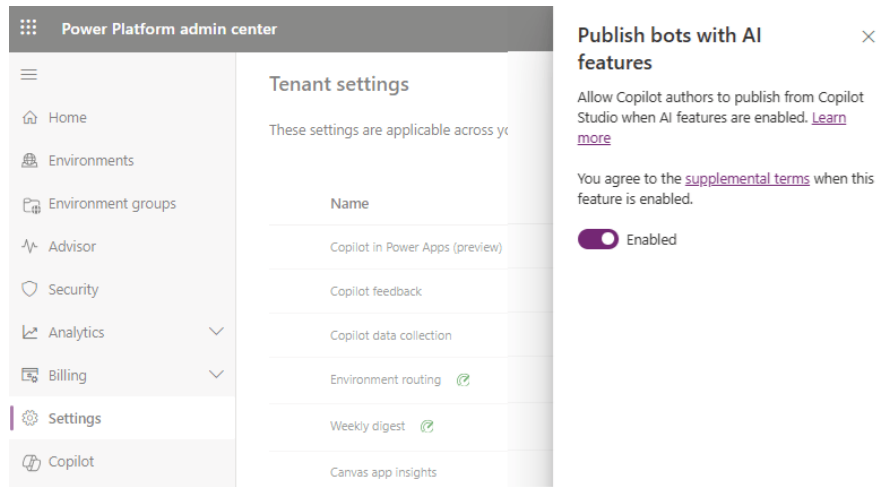 Power Platform admin center
Home
Environments
Environment groups
Advisor
Security
Analytics
Billing
Settings
Copilot
Tenant settings
These settings are applicable across yo
Name
Copilot in Power Apps (preview)
Copilot feedback
Copilot data collection
Environment routing
Weekly digest
Canvas app insights
Publish bots with AI
features
Allow Copilot authors to publish from Copilot
Studio when AI features are enabled. Learn
more
You agree to the supplemental terms when this
feature is enabled.
Enabled